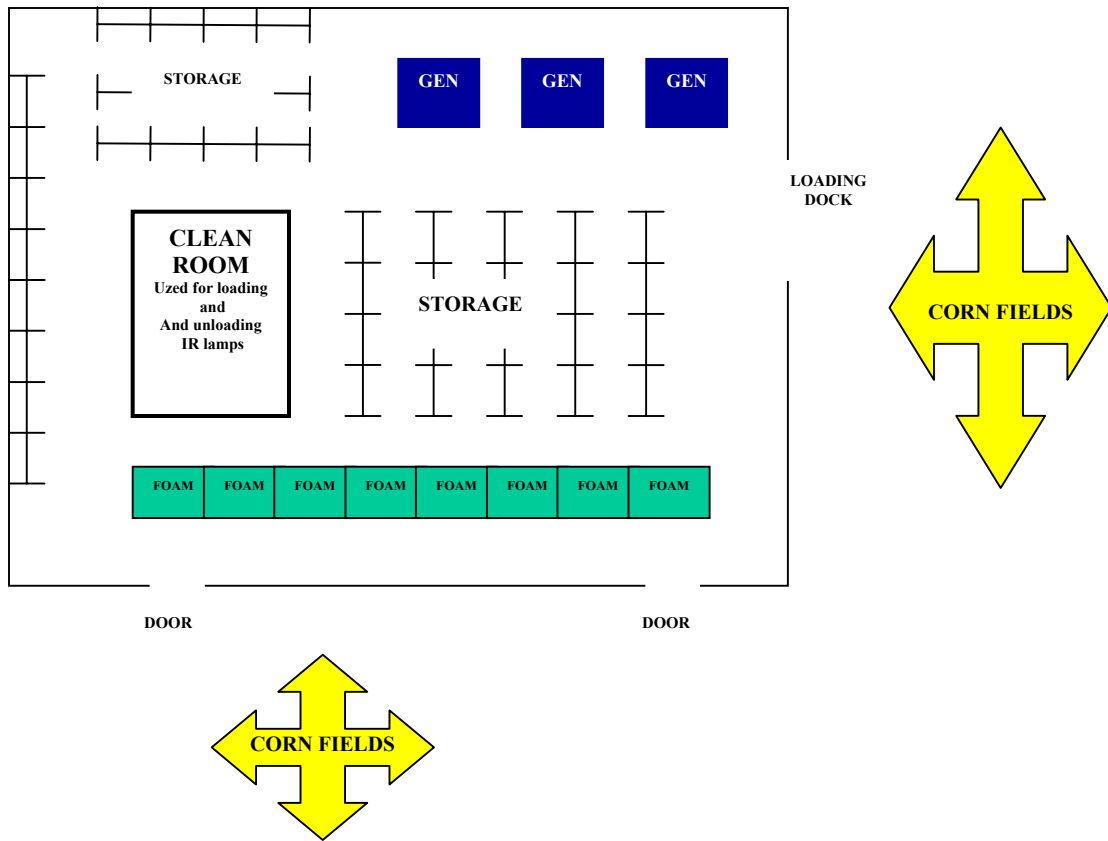 STORAGE
GEN GEN GEN
LOADING
DOCK
CLEAN
ROOM
Uzed for loading
and
And unloading
IR lamps
STORAGE
CORN FIELDS
FOAM FOAM FOAM FOAM FOAM FOAM FOAM FOAM
DOOR DOOR
CORN FIELDS